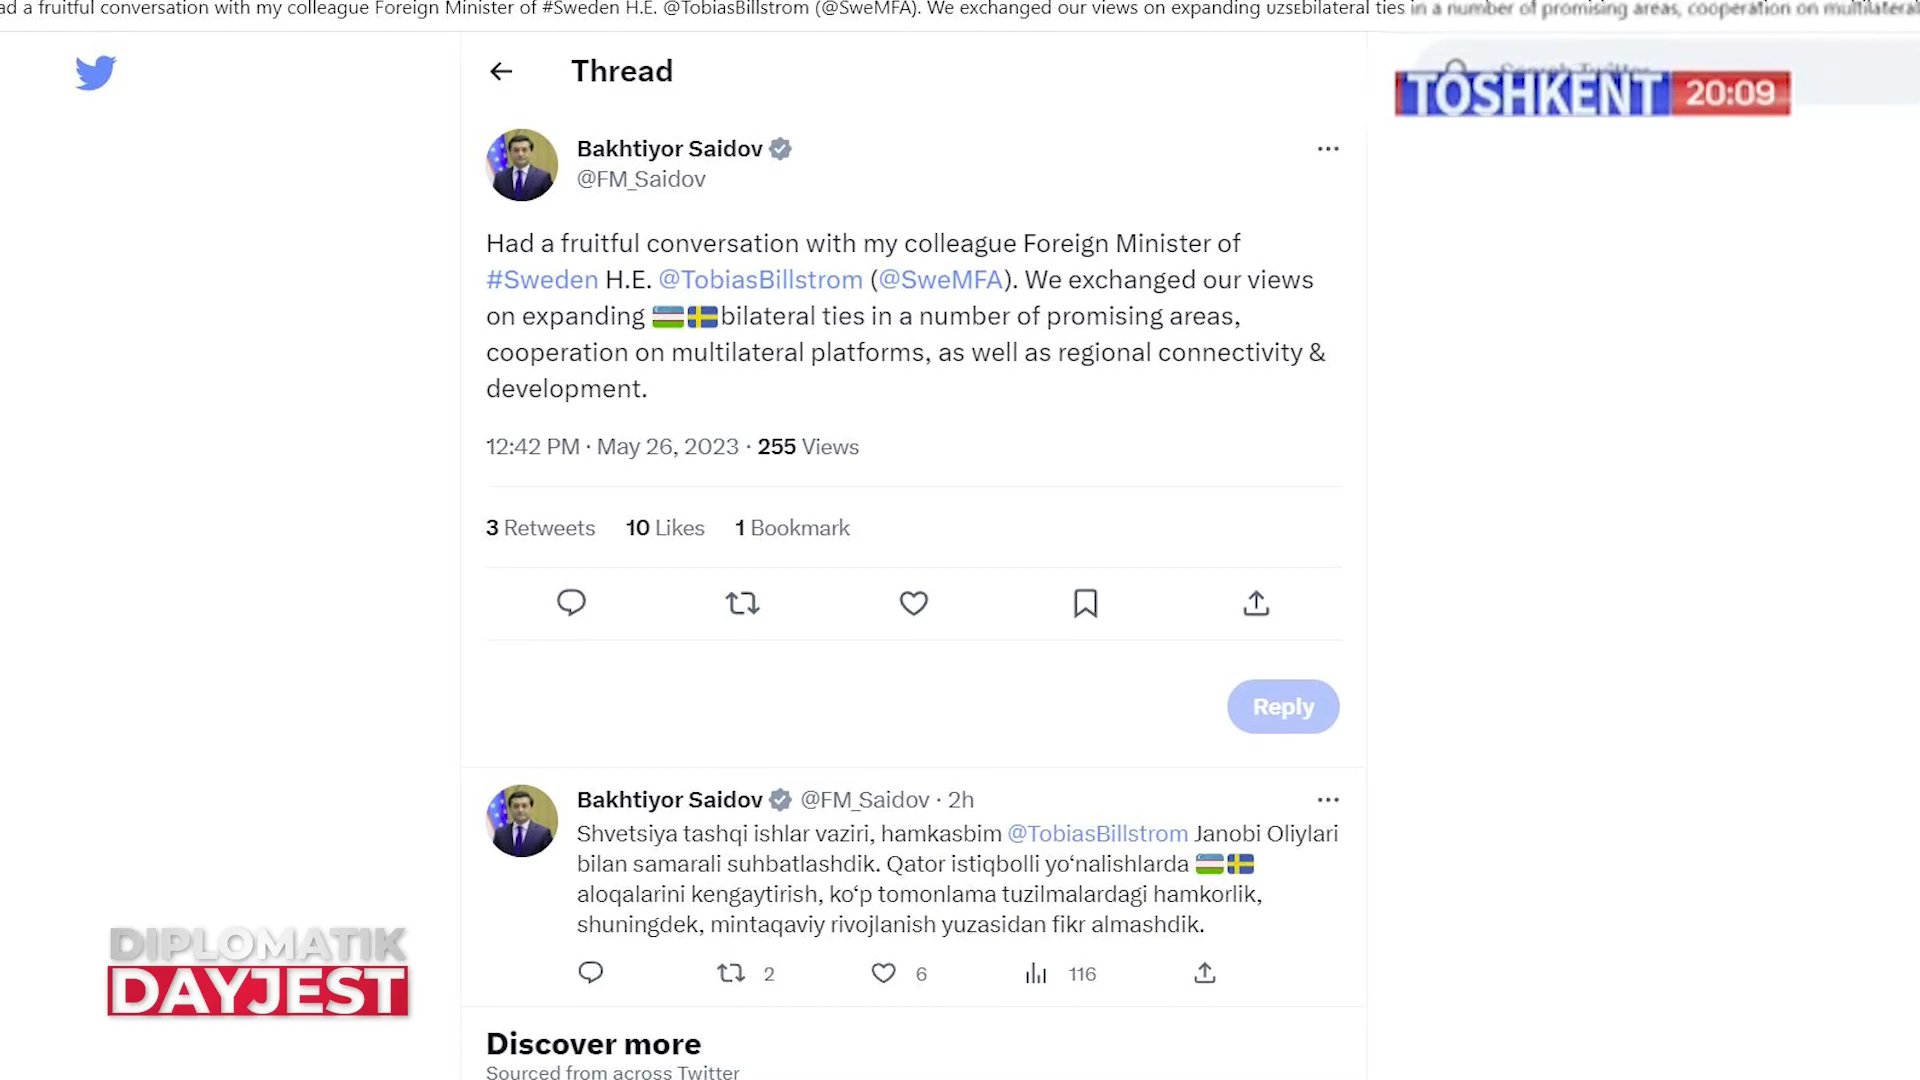 ad a fruitful conversation with my colleague Foreign Minister of #Sweden H.E. @TobiasBillstrom (@SweMFA). We exchanged our views on expanding uzsebilateral ties in a number of promising areas, cooperation on multilateral
Thread
Search Twitter
TOSHKENT 20:09
Bakhtiyor Saidov
@FM_Saidov
Had a fruitful conversation with my colleague Foreign Minister of
#Sweden H.E. @TobiasBillstrom (@SweMFA). We exchanged our views
on expanding 🇺🇿🇸🇪bilateral ties in a number of promising areas,
cooperation on multilateral platforms, as well as regional connectivity &
development.
12:42 PM · May 26, 2023 · 255 Views
3 Retweets 10 Likes 1 Bookmark
Reply
Bakhtiyor Saidov @FM_Saidov · 2h
Shvetsiya tashqi ishlar vaziri, hamkasbim @TobiasBillstrom Janobi Oliylari
bilan samarali suhbatlashdik. Qator istiqbolli yo‘nalishlarda 🇺🇿🇸🇪
aloqalarini kengaytirish, ko‘p tomonlama tuzilmalardagi hamkorlik,
shuningdek, mintaqaviy rivojlanish yuzasidan fikr almashdik.
2 6 116
DIPLOMATIK
DAYJEST
Discover more
Sourced from across Twitter